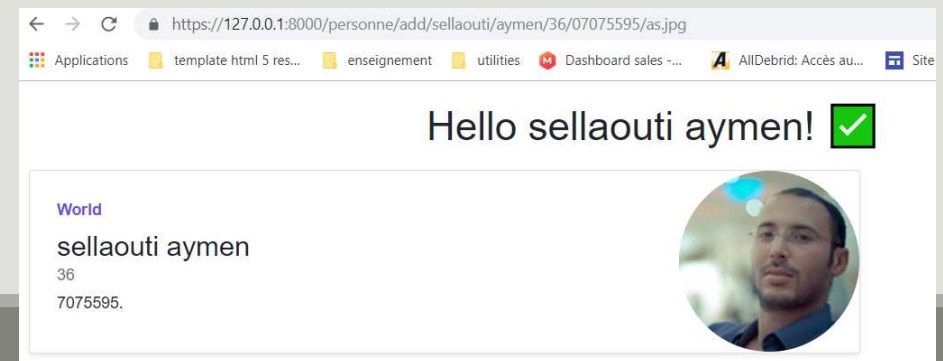 https://127.0.0.1:8000/personne/add/sellaouti/aymen/36/07075595/as.jpg
Applications template html 5 res... enseignement utilities Dashboard sales -... AllDebrid: Accès au... Site
Hello sellaouti aymen! ✅
World
sellaouti aymen
36
7075595.